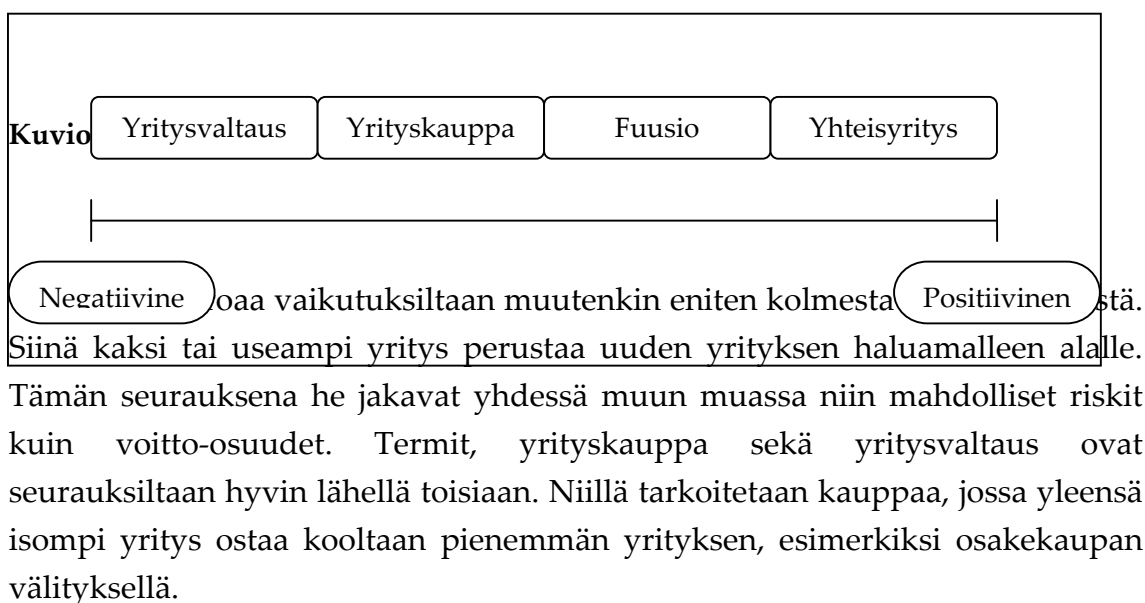 Kuvio Yritysvaltaus Yrityskauppa Fuusio Yhteisyritys
Negatiivine oaa vaikutuksiltaan muutenkin eniten kolmesta Positiivinen stä.
Siinä kaksi tai useampi yritys perustaa uuden yrityksen haluamalleen alalle.
Tämän seurauksena he jakavat yhdessä muun muassa niin mahdolliset riskit
kuin voitto-osuudet. Termit, yrityskauppa sekä yritysvaltaus ovat
seurauksiltaan hyvin lähellä toisiaan. Niillä tarkoitetaan kauppaa, jossa yleensä
isompi yritys ostaa kooltaan pienemmän yrityksen, esimerkiksi osakekaupan
välityksellä.